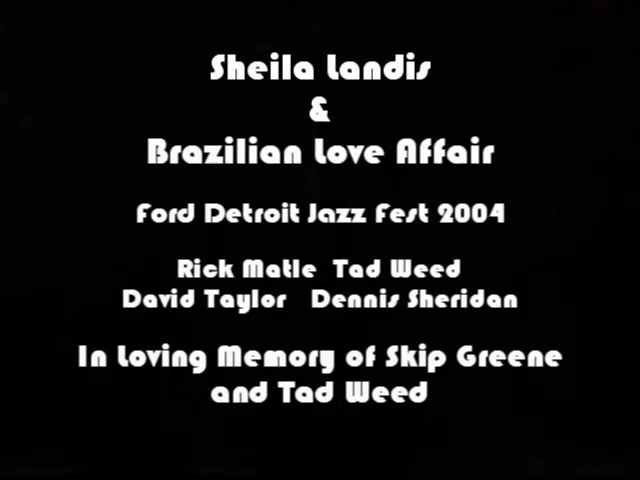 Sheila Landis
&
Brazilian Love Affair
Ford Detroit Jazz Fest 2004
Rick Matle Tad Weed
David Taylor Dennis Sheridan
In Loving Memory of Skip Greene
and Tad Weed